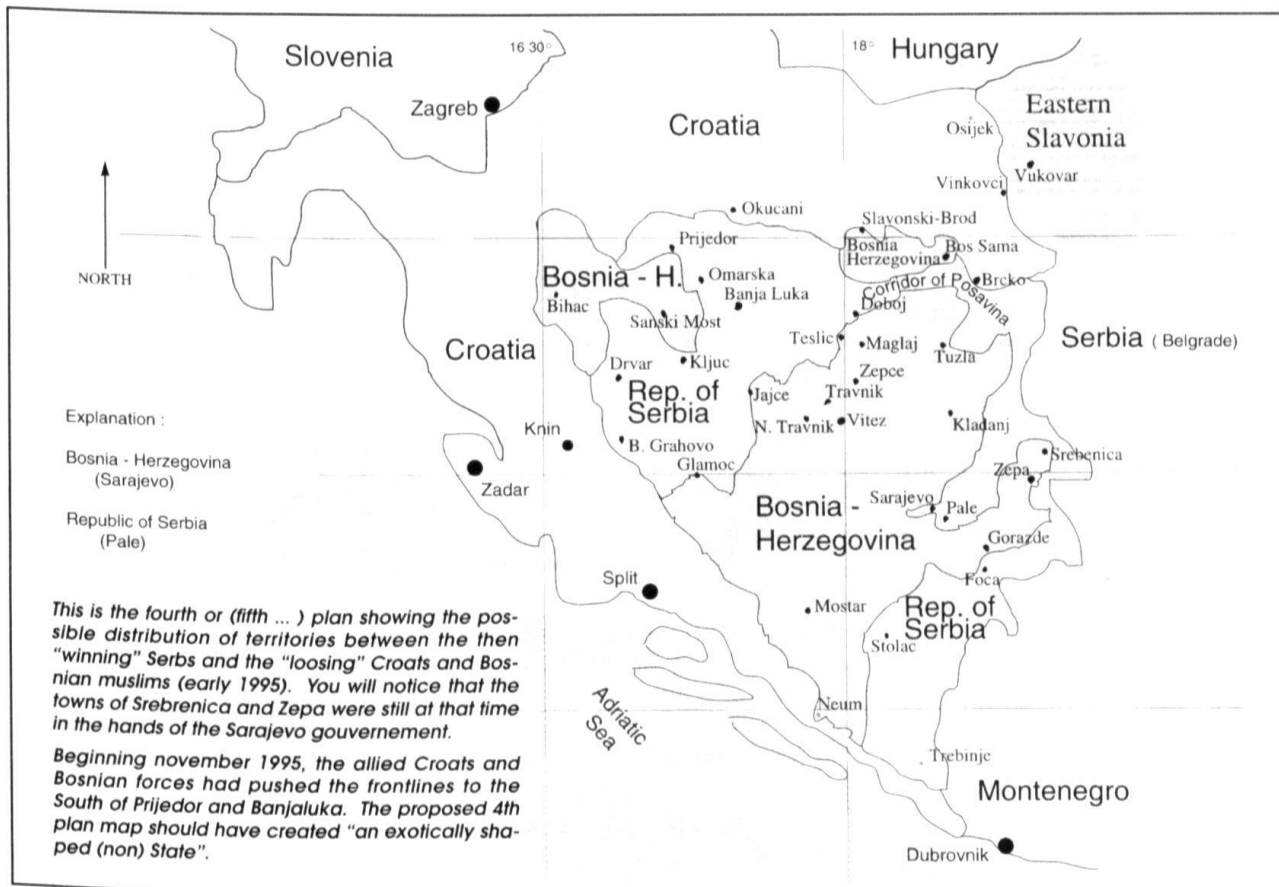 Slovenia
16 30°
18°
Hungary
Zagreb
Croatia
Eastern
Slavonia
Osijek
Vukovar
Vinkovci
NORTH
Okucani
Slavonski-Brod
Prijedor
Bosnia
Herzegovina
Bos Sama
Bosnia - H.
Omarska
Brcko
Corridor of Posavina
Bihac
Banja Luka
Doboj
Sanski Most
Teslic
Maglaj
Tuzla
Serbia ( Belgrade)
Croatia
Drvar
Kljuc
Zepce
Rep. of
Serbia
Jajce
Travnik
N. Travnik
Vitez
Kladanj
Explanation :
Knin
B. Grahovo
Srebenica
Bosnia - Herzegovina
(Sarajevo)
Glamoc
Zepa
Zadar
Sarajevo
Pale
Republic of Serbia
(Pale)
Bosnia -
Herzegovina
Gorazde
Foca
Split
Mostar
Rep. of
Serbia
Stolac
Adriatic
Sea
Neum
Trebinje
Montenegro
Dubrovnik
This is the fourth or (fifth ... ) plan showing the pos-
sible distribution of territories between the then
"winning" Serbs and the "loosing" Croats and Bos-
nian muslims (early 1995). You will notice that the
towns of Srebrenica and Zepa were still at that time
in the hands of the Sarajevo gouvernement.
Beginning november 1995, the allied Croats and
Bosnian forces had pushed the frontlines to the
South of Prijedor and Banjaluka. The proposed 4th
plan map should have created "an exotically sha-
ped (non) State".